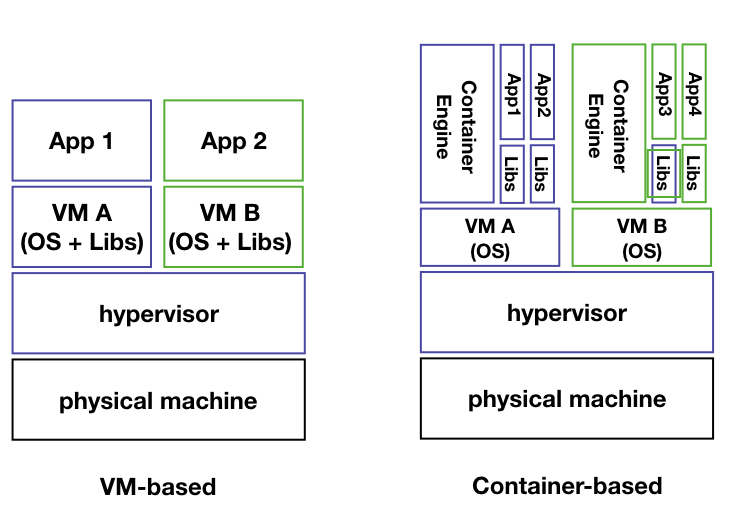 App 1
App 2
VM A
(OS + Libs)
VM B
(OS + Libs)
hypervisor
physical machine
VM-based
Container
Engine
App1
App2
Libs
Libs
Container
Engine
App3
App4
Libs
Libs
VM A
(OS)
VM B
(OS)
hypervisor
physical machine
Container-based